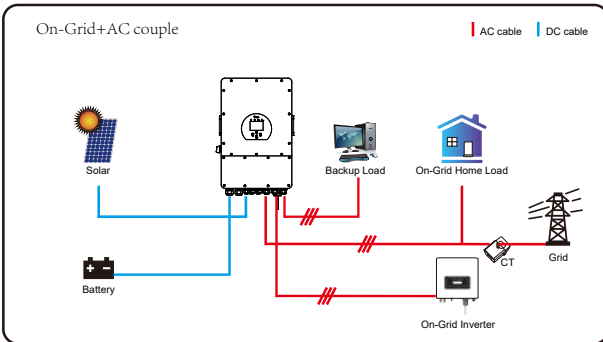 On-Grid+AC couple
AC cable
DC cable
Solar
Backup Load
On-Grid Home Load
CT
Grid
Battery
On-Grid Inverter